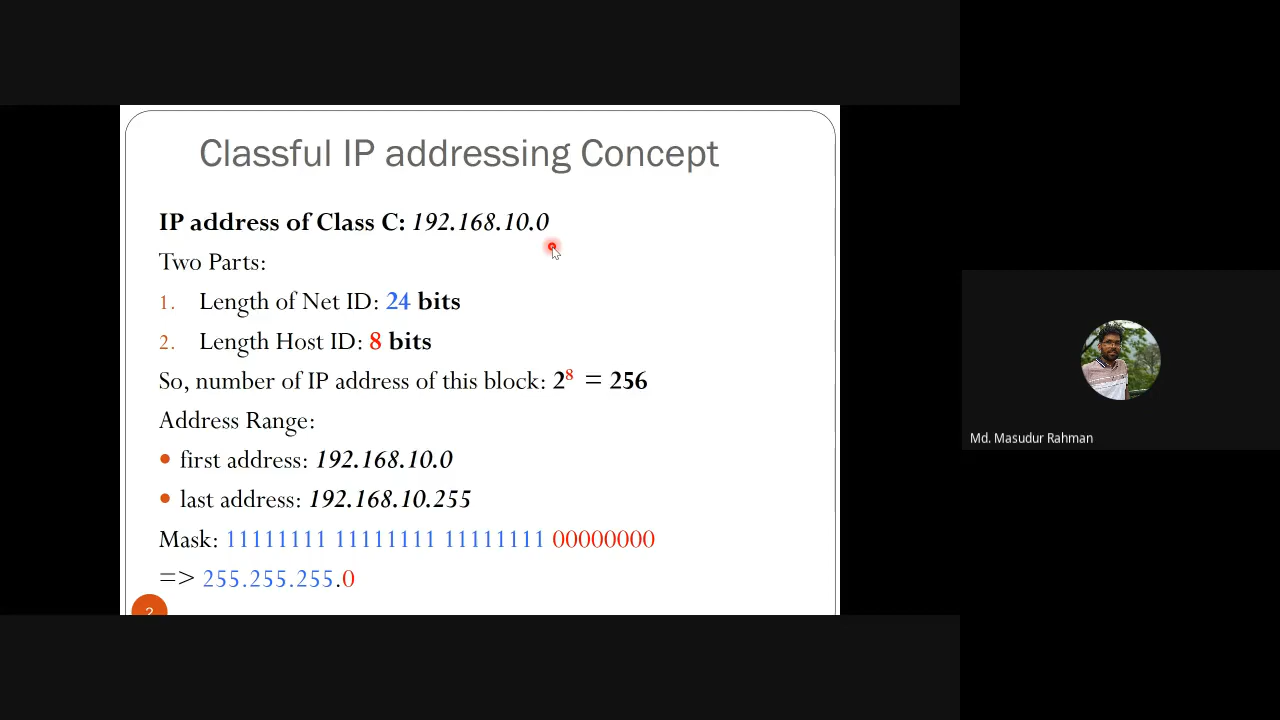 Classful IP addressing Concept
IP address of Class C: 192.168.10.0
Two Parts:
1. Length of Net ID: 24 bits
2. Length Host ID: 8 bits
So, number of IP address of this block: 2⁸ = 256
Address Range:
• first address: 192.168.10.0
• last address: 192.168.10.255
Mask: 11111111 11111111 11111111 00000000
=> 255.255.255.0
2
Md. Masudur Rahman